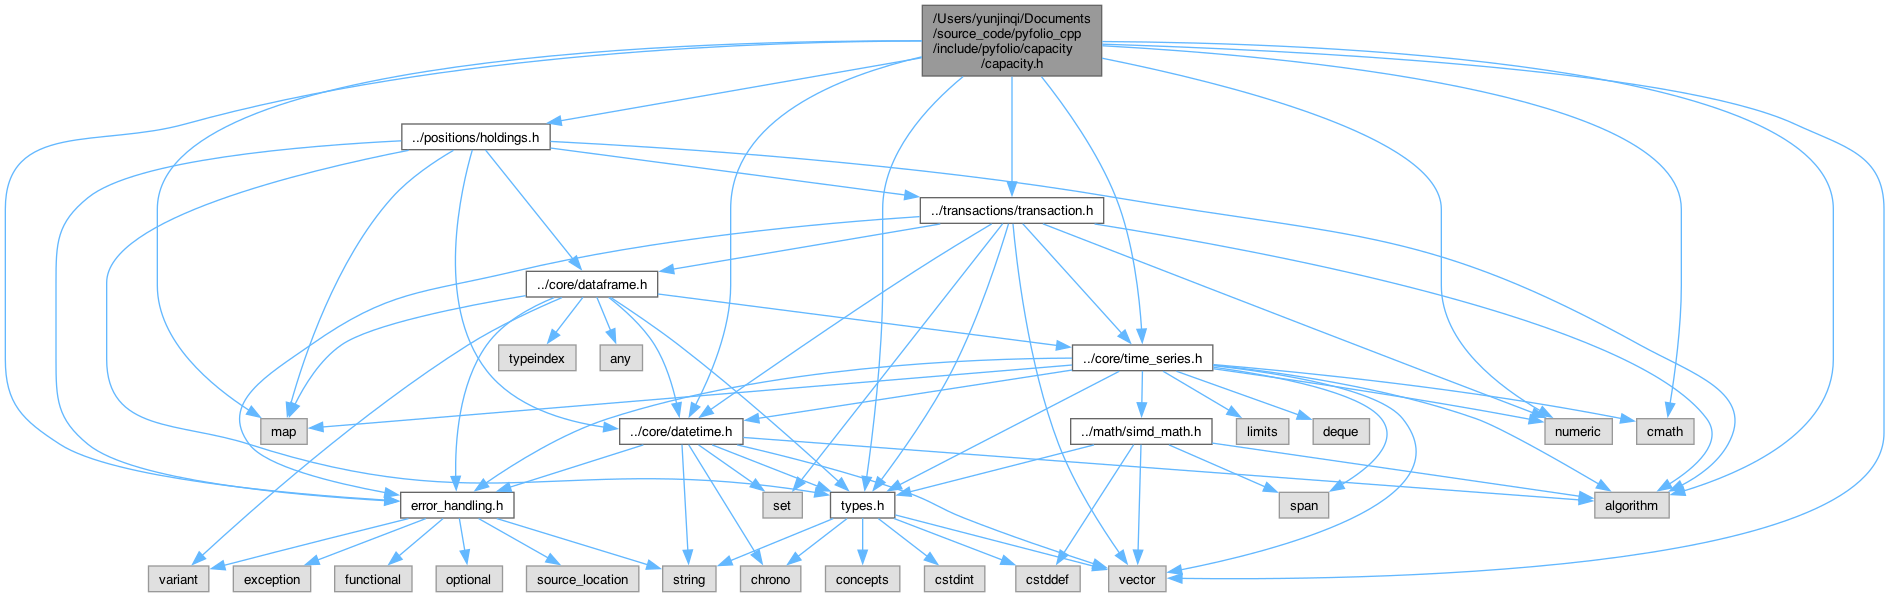 /Users/yunjinqi/Documents
/source_code/pyfolio_cpp
/include/pyfolio/capacity
/capacity.h
../positions/holdings.h
../transactions/transaction.h
../core/dataframe.h
typeindex
any
../core/time_series.h
map
../core/datetime.h
../math/simd_math.h
limits
deque
numeric
cmath
error_handling.h
set
types.h
span
algorithm
variant
exception
functional
optional
source_location
string
chrono
concepts
cstdint
cstddef
vector